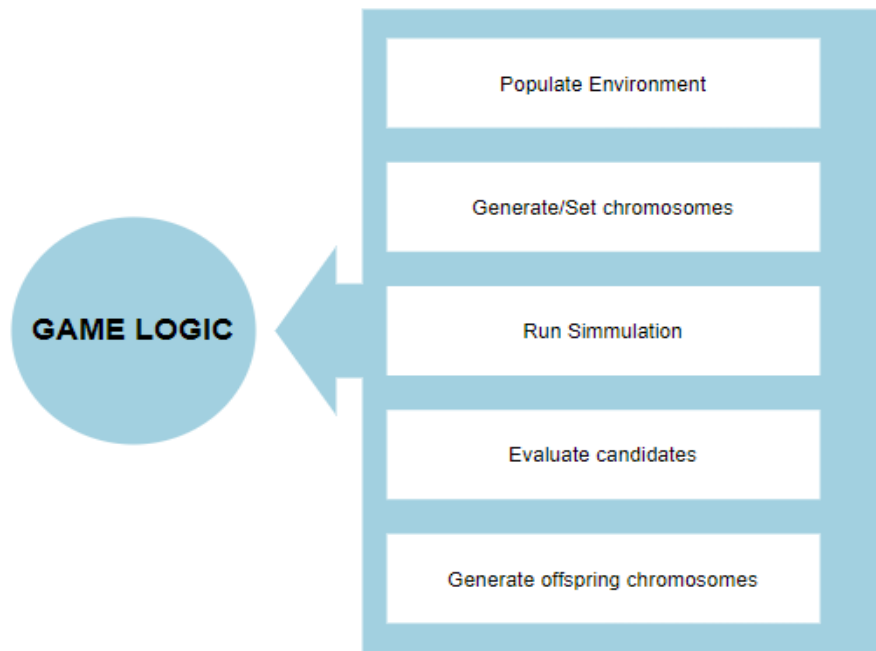 Populate Environment
Generate/Set chromosomes
GAME LOGIC
Run Simmulation
Evaluate candidates
Generate offspring chromosomes